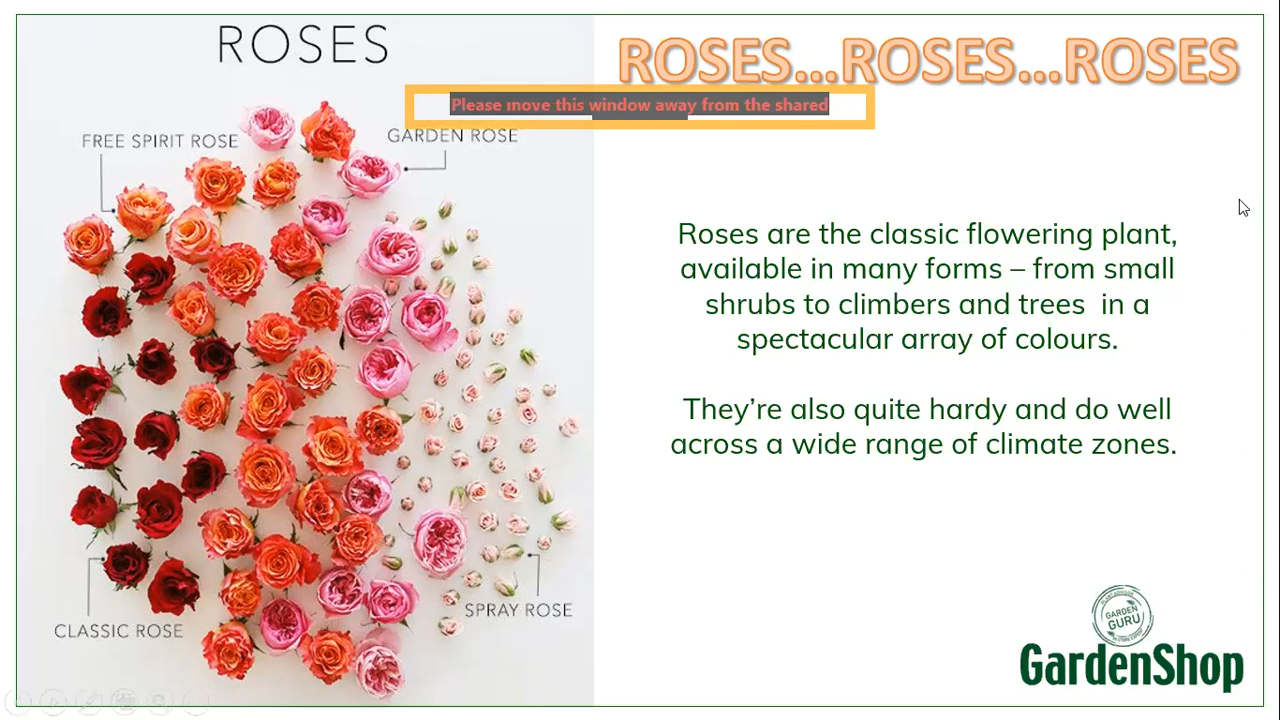 ROSES
ROSES...ROSES...ROSES
Please move this window away from the shared
FREE SPIRIT ROSE
GARDEN ROSE
Roses are the classic flowering plant,
available in many forms – from small
shrubs to climbers and trees  in a
spectacular array of colours.
They’re also quite hardy and do well
across a wide range of climate zones.
SPRAY ROSE
CLASSIC ROSE
GARDEN
GURU
GardenShop